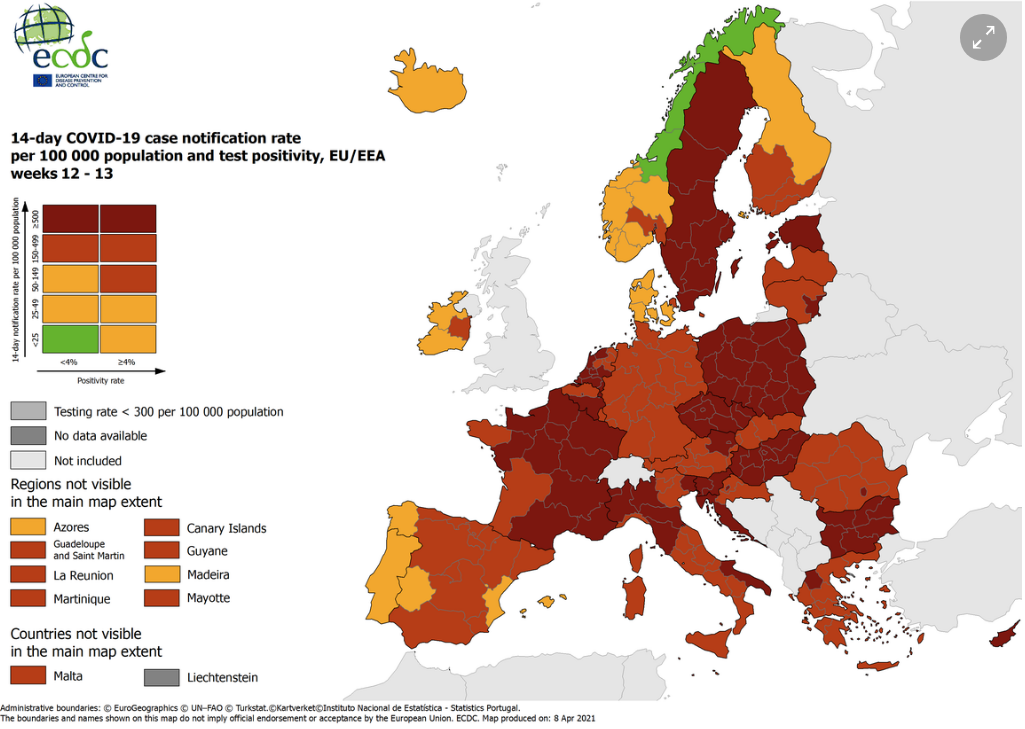 ecdc
EUROPEAN CENTRE FOR
DISEASE PREVENTION
AND CONTROL
14-day COVID-19 case notification rate
per 100 000 population and test positivity, EU/EEA
weeks 12 - 13
14-day notification rate per 100 000 population
≥500
150-499
50-149
25-49
<25
<4%
≥4%
Positivity rate
Testing rate < 300 per 100 000 population
No data available
Not included
Regions not visible
in the main map extent
Azores
Canary Islands
Guadeloupe
and Saint Martin
Guyane
La Reunion
Madeira
Martinique
Mayotte
Countries not visible
in the main map extent
Malta
Liechtenstein
Administrative boundaries: © EuroGeographics © UN–FAO © Turkstat.©Kartverket©Instituto Nacional de Estatística - Statistics Portugal.
The boundaries and names shown on this map do not imply official endorsement or acceptance by the European Union. ECDC. Map produced on: 8 Apr 2021